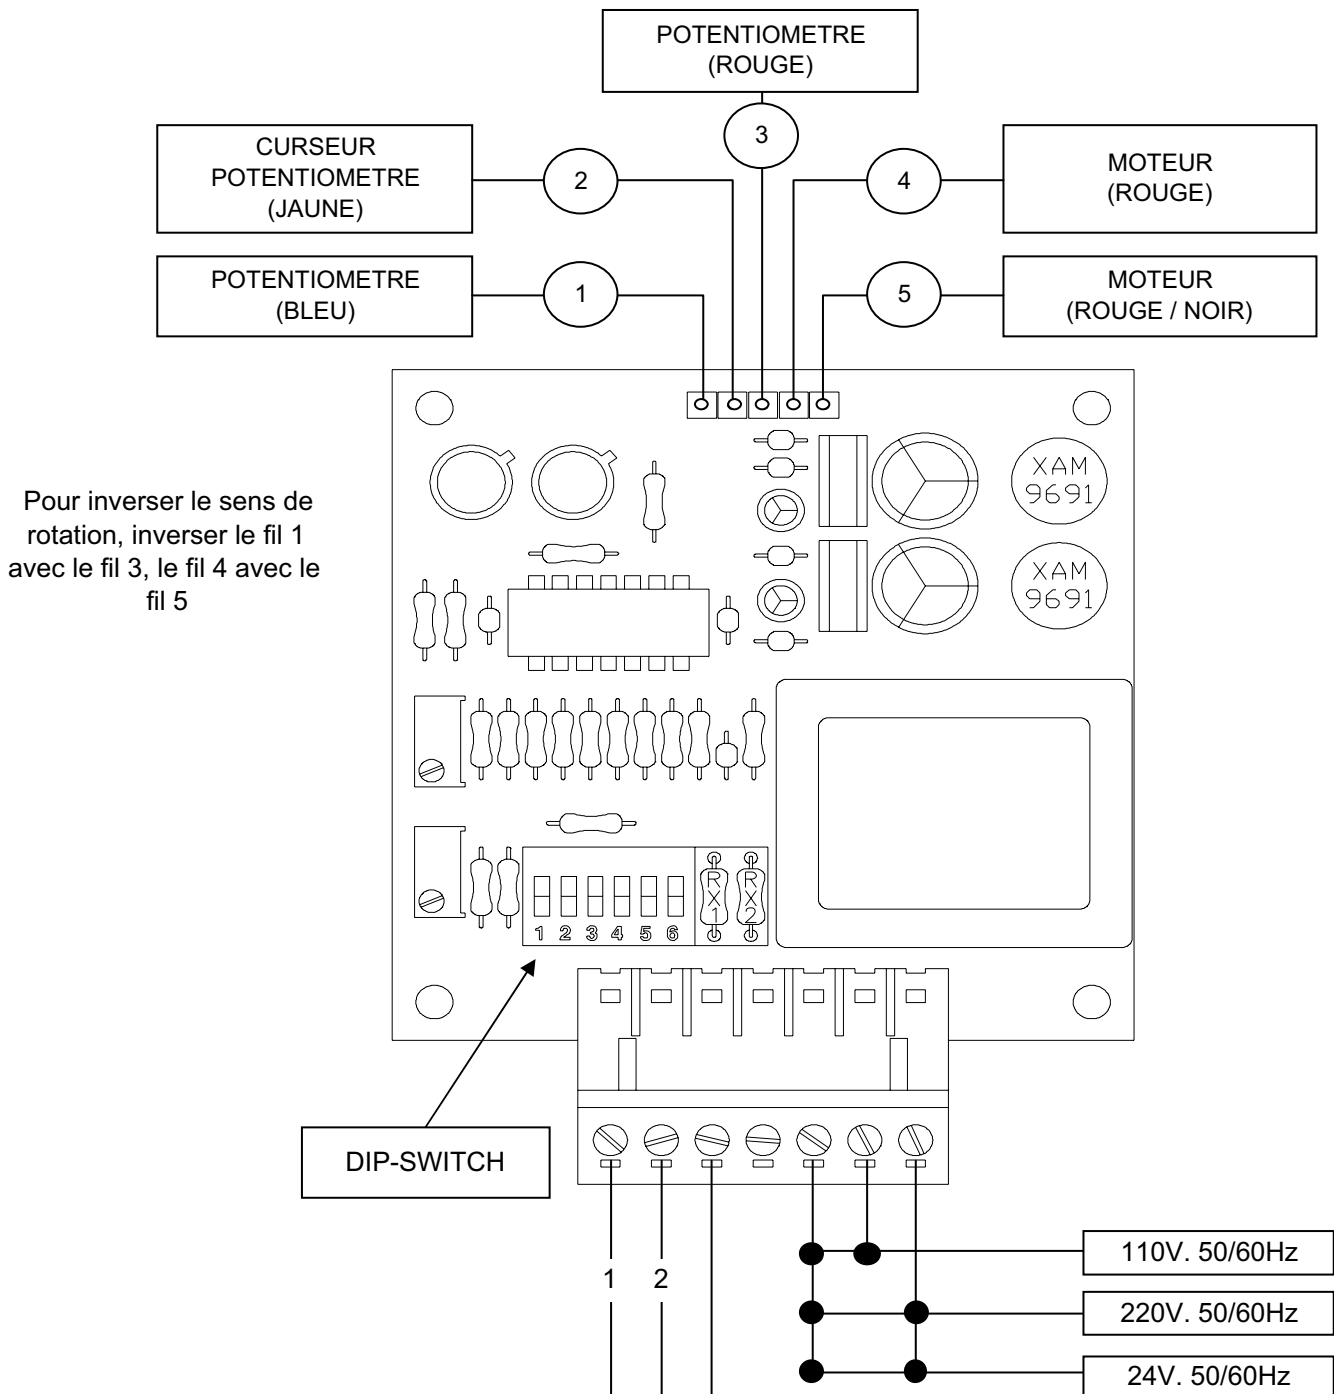 POTENTIOMETRE
(ROUGE)
3
CURSEUR
POTENTIOMETRE
(JAUNE)
2
4
MOTEUR
(ROUGE)
POTENTIOMETRE
(BLEU)
1
5
MOTEUR
(ROUGE / NOIR)
Pour inverser le sens de
rotation, inverser le fil 1
avec le fil 3, le fil 4 avec le
fil 5
XAM
9691
XAM
9691
RX1
RX2
1 2 3 4 5 6
DIP-SWITCH
1 2
110V. 50/60Hz
220V. 50/60Hz
24V. 50/60Hz